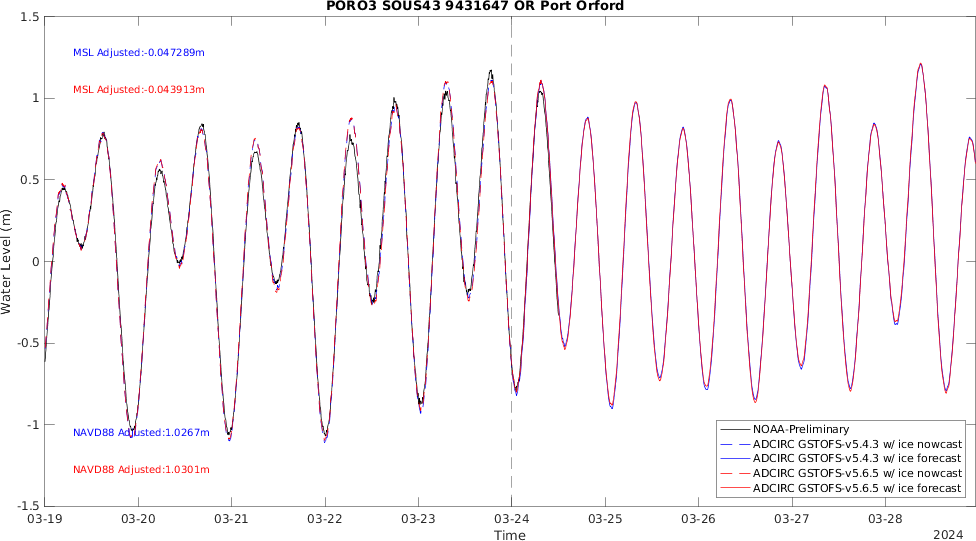 PORO3 SOUS43 9431647 OR Port Orford
1.5
1
0.5
0
-0.5
-1
-1.5
Water Level (m)
MSL Adjusted:-0.047289m
MSL Adjusted:-0.043913m
NAVD88 Adjusted:1.0267m
NAVD88 Adjusted:1.0301m
NOAA-Preliminary
ADCIRC GSTOFS-v5.4.3 w/ ice nowcast
ADCIRC GSTOFS-v5.4.3 w/ ice forecast
ADCIRC GSTOFS-v5.6.5 w/ ice nowcast
ADCIRC GSTOFS-v5.6.5 w/ ice forecast
03-19 03-20 03-21 03-22 03-23 03-24 03-25 03-26 03-27 03-28
Time
2024